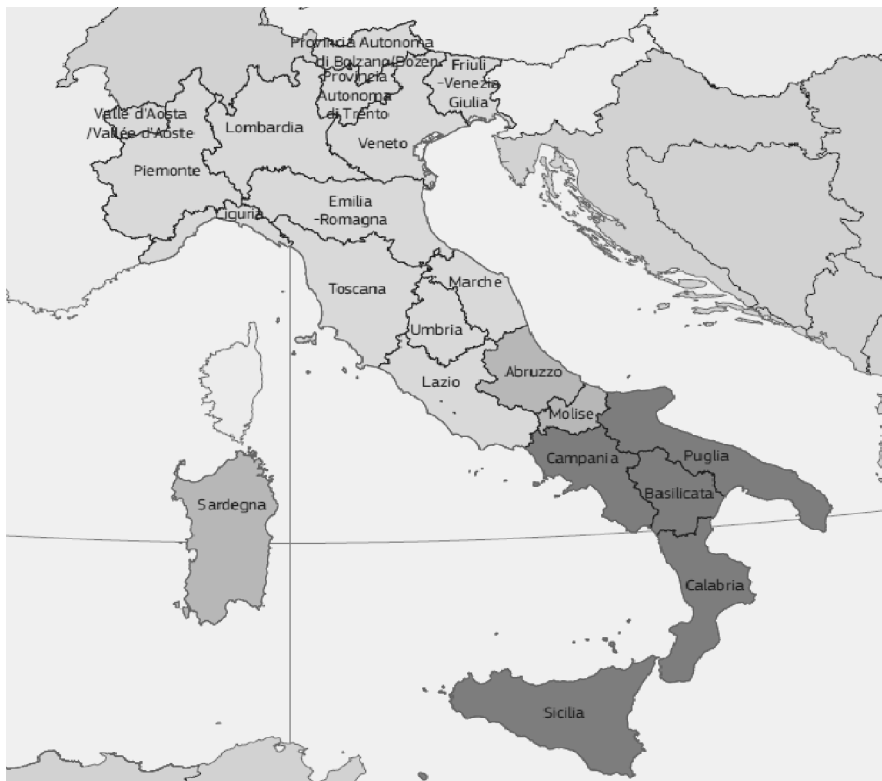 Provincia Autonoma
di Bolzano/Bozen
Friuli
-Venezia
Giulia
Provincia
Autonoma
di Trento
Valle d'Aosta
/Vallée d'Aoste
Lombardia
Veneto
Piemonte
Liguria
Emilia
-Romagna
Toscana
Marche
Umbria
Lazio
Abruzzo
Molise
Campania
Puglia
Basilicata
Sardegna
Calabria
Sicilia